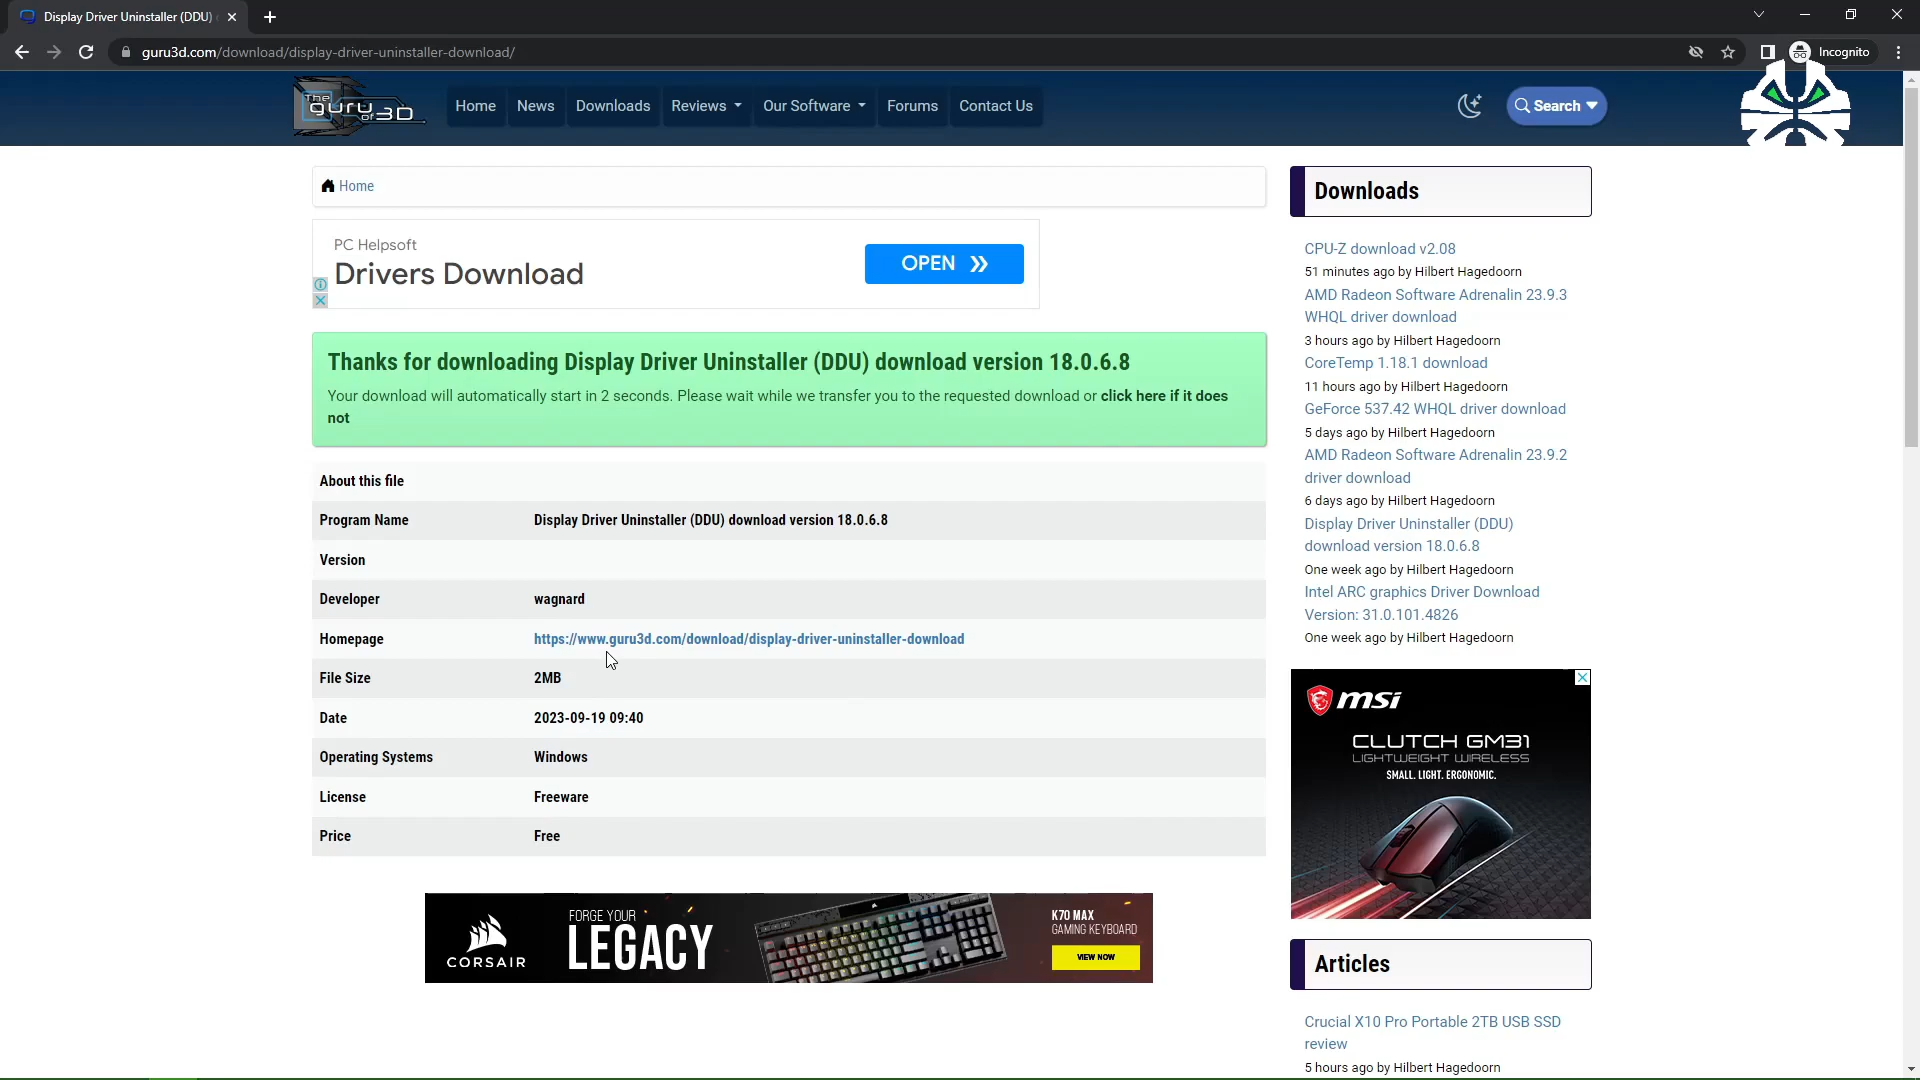 Display Driver Uninstaller (DDU)
guru3d.com/download/display-driver-uninstaller-download/
Incognito
The guru of 3D
Home News Downloads Reviews Our Software Forums Contact Us
Search
Home
PC Helpsoft
Drivers Download
OPEN
Thanks for downloading Display Driver Uninstaller (DDU) download version 18.0.6.8
Your download will automatically start in 2 seconds. Please wait while we transfer you to the requested download or click here if it does
not
About this file
Program Name Display Driver Uninstaller (DDU) download version 18.0.6.8
Version
Developer wagnard
Homepage https://www.guru3d.com/download/display-driver-uninstaller-download
File Size 2MB
Date 2023-09-19 09:40
Operating Systems Windows
License Freeware
Price Free
CORSAIR
FORGE YOUR
LEGACY
K70 MAX
GAMING KEYBOARD
VIEW NOW
Downloads
CPU-Z download v2.08
51 minutes ago by Hilbert Hagedoorn
AMD Radeon Software Adrenalin 23.9.3
WHQL driver download
3 hours ago by Hilbert Hagedoorn
CoreTemp 1.18.1 download
11 hours ago by Hilbert Hagedoorn
GeForce 537.42 WHQL driver download
5 days ago by Hilbert Hagedoorn
AMD Radeon Software Adrenalin 23.9.2
driver download
6 days ago by Hilbert Hagedoorn
Display Driver Uninstaller (DDU)
download version 18.0.6.8
One week ago by Hilbert Hagedoorn
Intel ARC graphics Driver Download
Version: 31.0.101.4826
One week ago by Hilbert Hagedoorn
msi
CLUTCH GM31
LIGHTWEIGHT WIRELESS
SMALL. LIGHT. ERGONOMIC.
Articles
Crucial X10 Pro Portable 2TB USB SSD
review
5 hours ago by Hilbert Hagedoorn